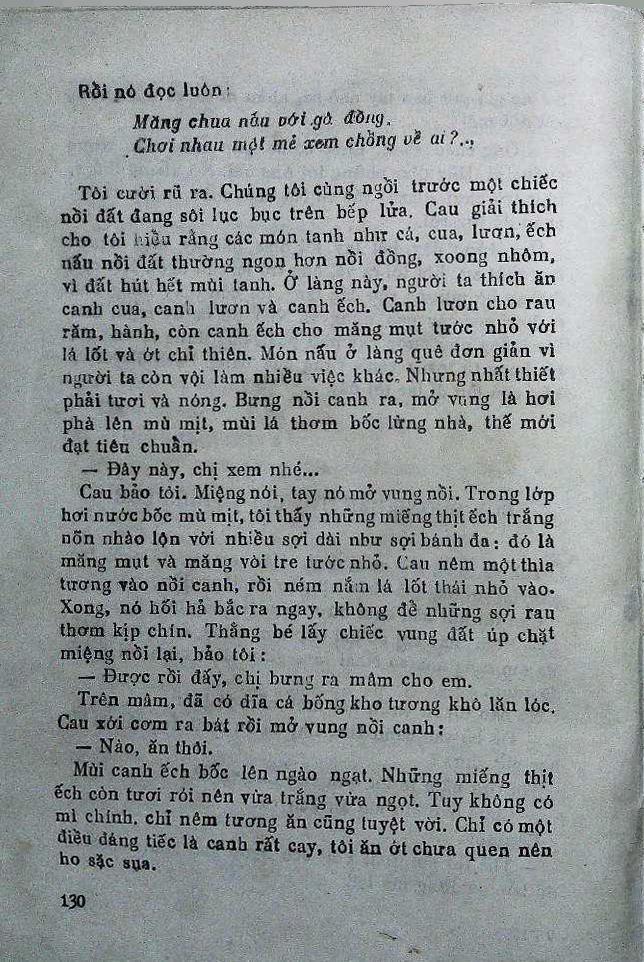 Rồi nó đọc luôn:
Măng chua nấu với gà đồng.
Chơi nhau một mẻ xem chồng về ai?...
Tôi cười rũ ra. Chúng tôi cùng ngồi trước một chiếc
nồi đất đang sôi lục bục trên bếp lửa. Cau giải thích
cho tôi hiểu rằng các món tanh như cá, cua, lươn, ếch
nấu nồi đất thường ngon hơn nồi đồng, xoong nhôm,
vì đất hút hết mùi tanh. Ở làng này, người ta thích ăn
canh cua, canh lươn và canh ếch. Canh lươn cho rau
răm, hành, còn canh ếch cho măng mụt tước nhỏ với
lá lốt và ớt chỉ thiên. Món nấu ở làng quê đơn giản vì
người ta còn vội làm nhiều việc khác. Nhưng nhất thiết
phải tươi và nóng. Bưng nồi canh ra, mở vung là hơi
phả lên mù mịt, mùi lá thơm bốc lừng nhà, thế mới
đạt tiêu chuẩn.
— Đây này, chị xem nhé...
Cau bảo tôi. Miệng nói, tay nó mở vung nồi. Trong lớp
hơi nước bốc mù mịt, tôi thấy những miếng thịt ếch trắng
nõn nhào lộn với nhiều sợi dài như sợi bánh đa: đó là
măng mụt và măng vòi tre tước nhỏ. Cau nêm một thìa
tương vào nồi canh, rồi ném nắm lá lốt thái nhỏ vào.
Xong, nó hối hả bắc ra ngay, không để những sợi rau
thơm kịp chín. Thằng bé lấy chiếc vung đất úp chặt
miệng nồi lại, bảo tôi:
— Được rồi đấy, chị bưng ra mâm cho em.
Trên mâm, đã có dĩa cá bống kho tương khô lăn lóc.
Cau xới cơm ra bát rồi mở vung nồi canh:
— Nào, ăn thôi.
Mùi canh ếch bốc lên ngào ngạt. Những miếng thịt
ếch còn tươi rói nên vừa trắng vừa ngọt. Tuy không có
mì chính, chỉ nêm tương ăn cũng tuyệt vời. Chỉ có một
điều đáng tiếc là canh rất cay, tôi ăn ớt chưa quen nên
ho sặc sụa.
130